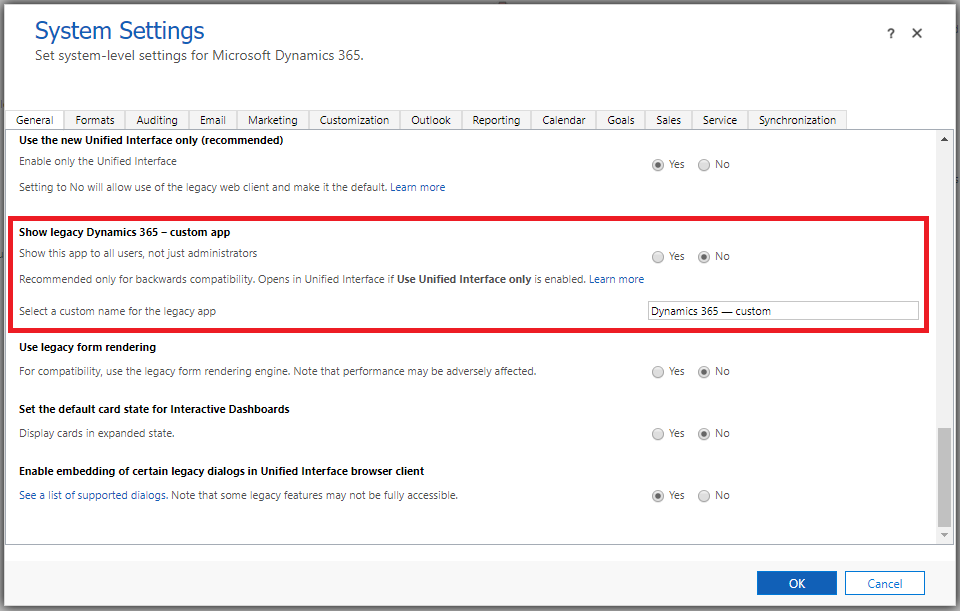 System Settings
Set system-level settings for Microsoft Dynamics 365.
? ✕
General Formats Auditing Email Marketing Customization Outlook Reporting Calendar Goals Sales Service Synchronization
Use the new Unified Interface only (recommended)
Enable only the Unified Interface Yes No
Setting to No will allow use of the legacy web client and make it the default. Learn more
Show legacy Dynamics 365 – custom app
Show this app to all users, not just administrators Yes No
Recommended only for backwards compatibility. Opens in Unified Interface if Use Unified Interface only is enabled. Learn more
Select a custom name for the legacy app Dynamics 365 — custom
Use legacy form rendering
For compatibility, use the legacy form rendering engine. Note that performance may be adversely affected. Yes No
Set the default card state for Interactive Dashboards
Display cards in expanded state. Yes No
Enable embedding of certain legacy dialogs in Unified Interface browser client
See a list of supported dialogs. Note that some legacy features may not be fully accessible. Yes No
OK Cancel